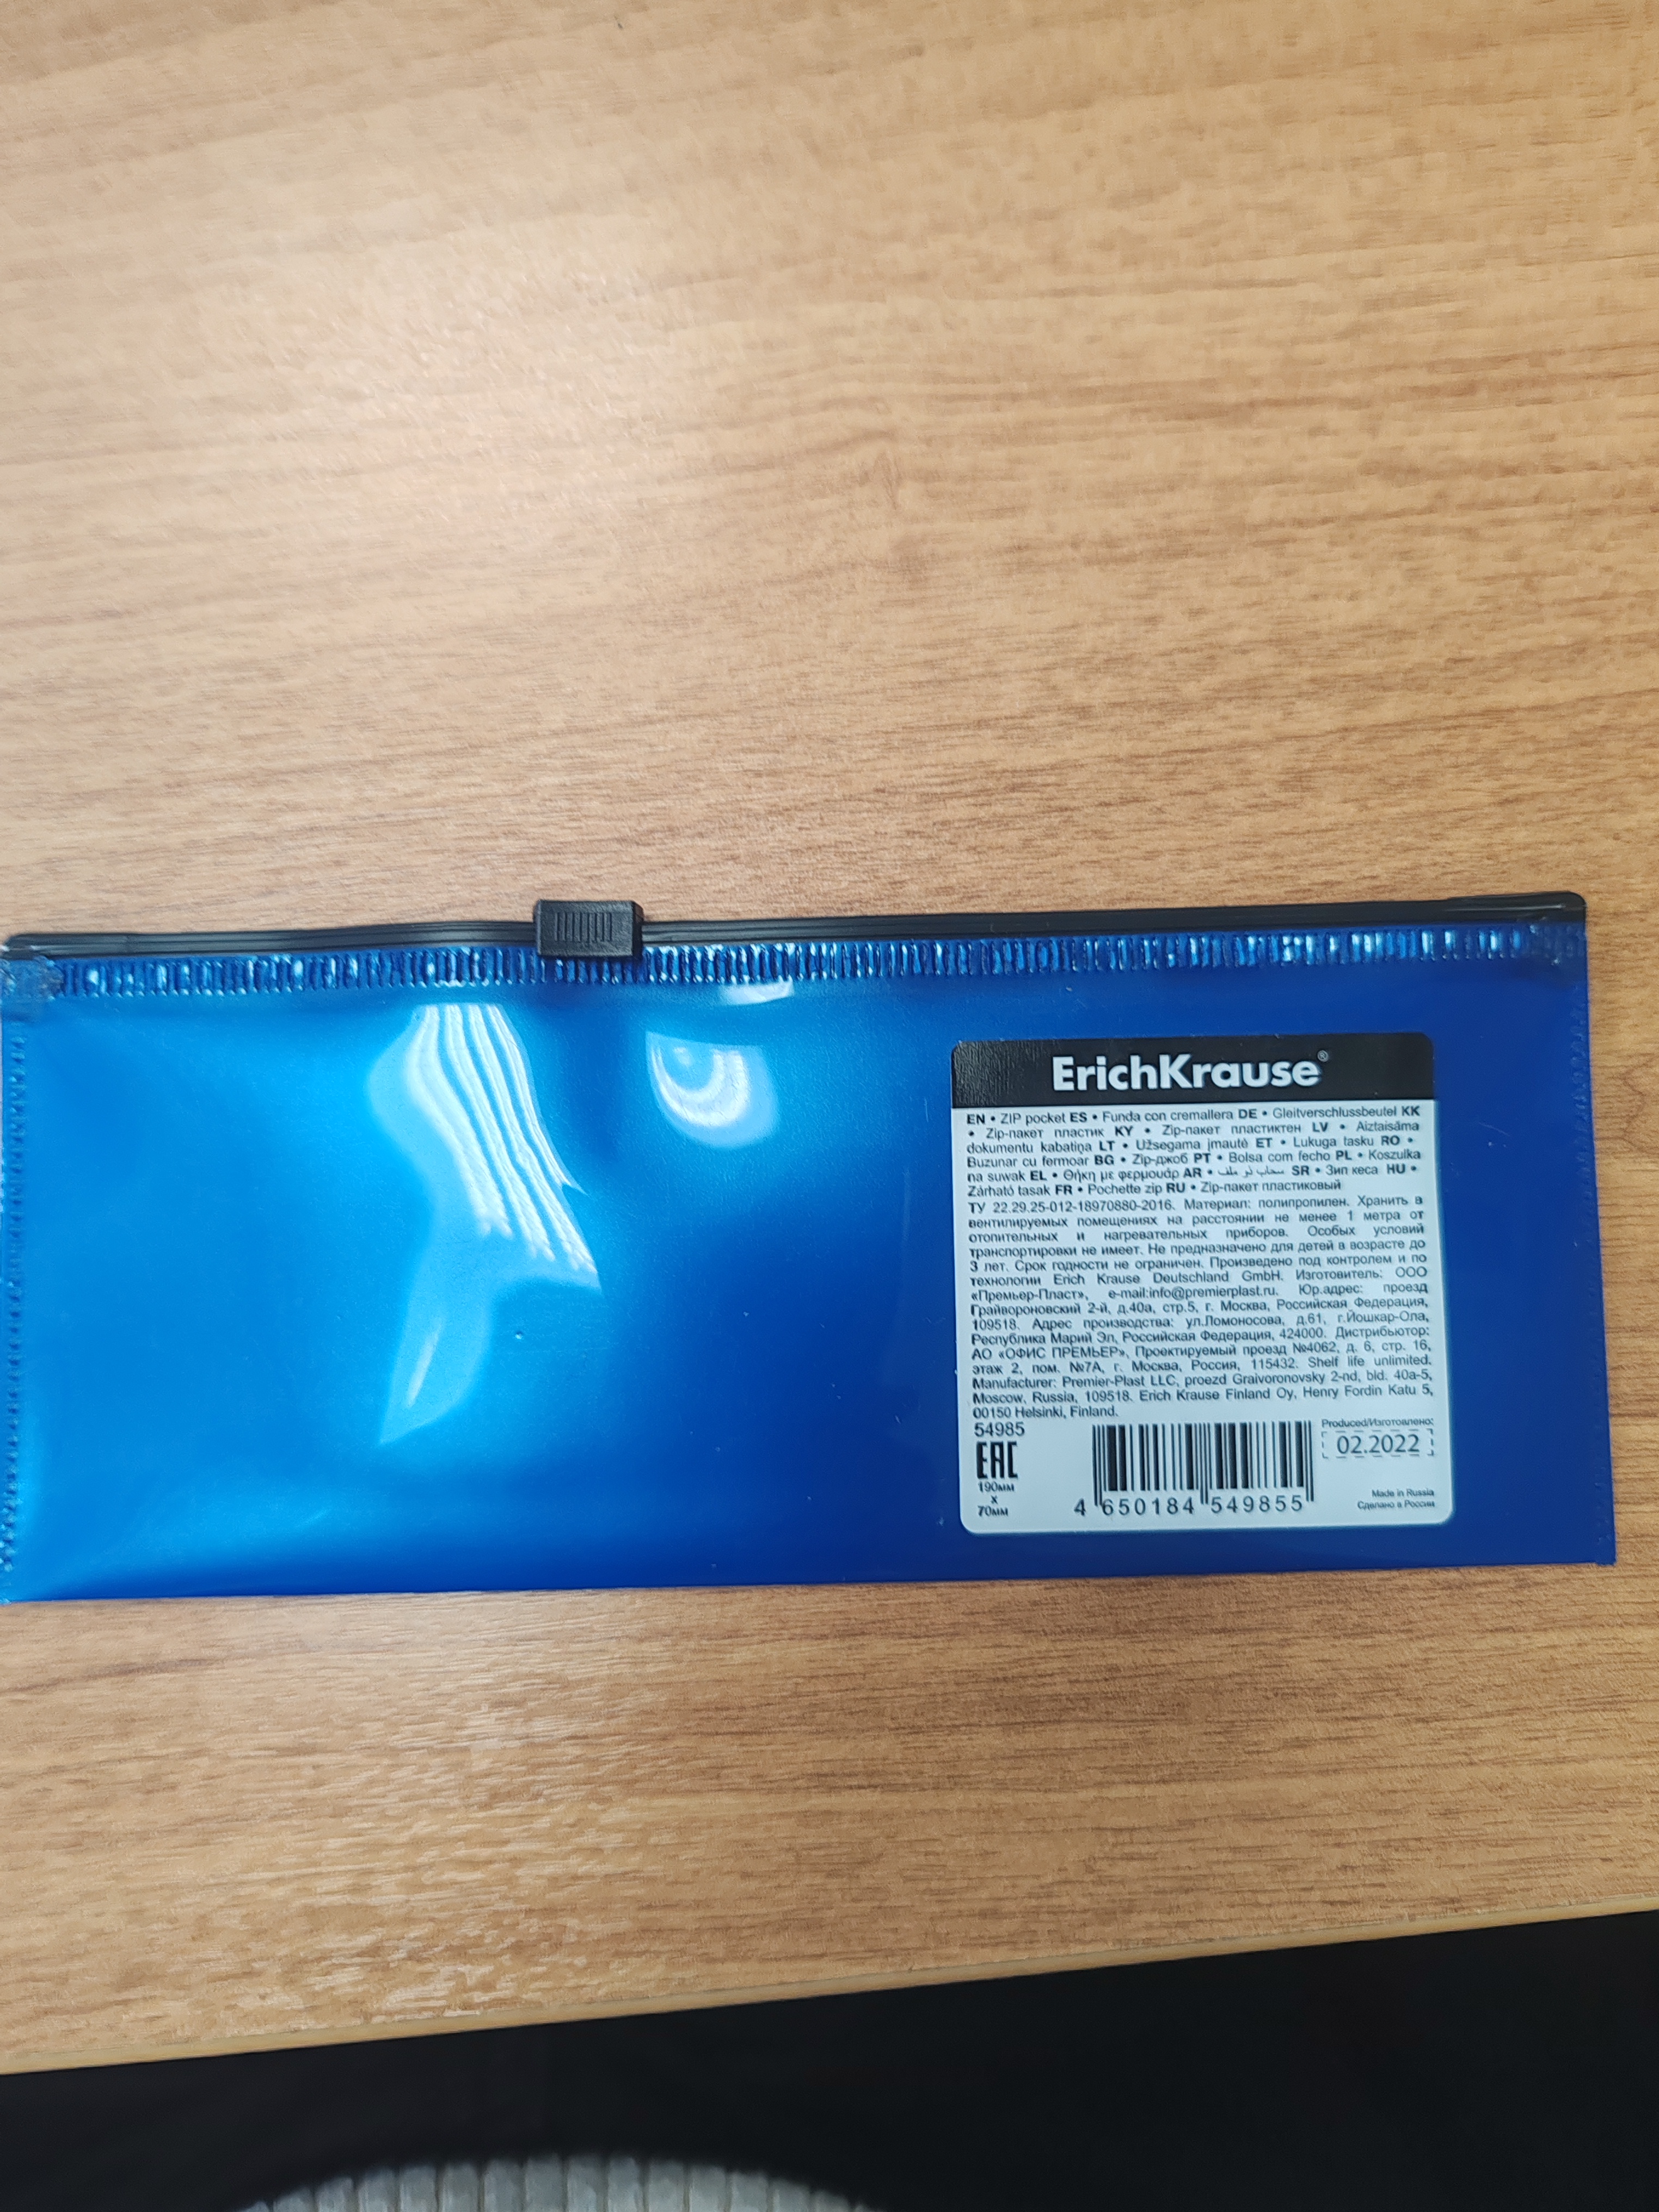 ErichKrause®
EN • ZIP pocket ES • Funda con cremallera DE • Gleitverschlussbeutel KK
• Zip-пакет пластик KY • Zip-пакет пластиктен LV • Aiztaisāma
dokumentu kabatiņa LT • Užsegama įmautė ET • Lukuga tasku RO •
Buzunar cu fermoar BG • Zip-джоб PT • Bolsa com fecho PL • Koszulka
na suwak EL • Θήκη με φερμουάρ AR • SR • Зип кеса HU •
Zárható tasak FR • Pochette zip RU • Zip-пакет пластиковый
ТУ 22.29.25-012-18970880-2016. Материал: полипропилен. Хранить в
вентилируемых помещениях на расстоянии не менее 1 метра от
отопительных и нагревательных приборов. Особых условий
транспортировки не имеет. Не предназначено для детей в возрасте до
3 лет. Срок годности не ограничен. Произведено под контролем и по
технологии Erich Krause Deutschland GmbH. Изготовитель: ООО
«Премьер-Пласт», e-mail:info@premierplast.ru. Юр.адрес: проезд
Грайвороновский 2-й, д.40а, стр.5, г. Москва, Российская Федерация,
109518. Адрес производства: ул.Ломоносова, д.61, г.Йошкар-Ола,
Республика Марий Эл, Российская Федерация, 424000. Дистрибьютор:
АО «ОФИС ПРЕМЬЕР», Проектируемый проезд №4062, д. 6, стр. 16,
этаж 2, пом. №7А, г. Москва, Россия, 115432. Shelf life unlimited.
Manufacturer: Premier-Plast LLC, proezd Graivoronovsky 2-nd, bld. 40a-5,
Moscow, Russia, 109518. Erich Krause Finland Oy, Henry Fordin Katu 5,
00150 Helsinki, Finland.
54985
EAC
190мм
x
70мм
4 650184 549855
Produced/Изготовлено:
02.2022
Made in Russia
Сделано в России